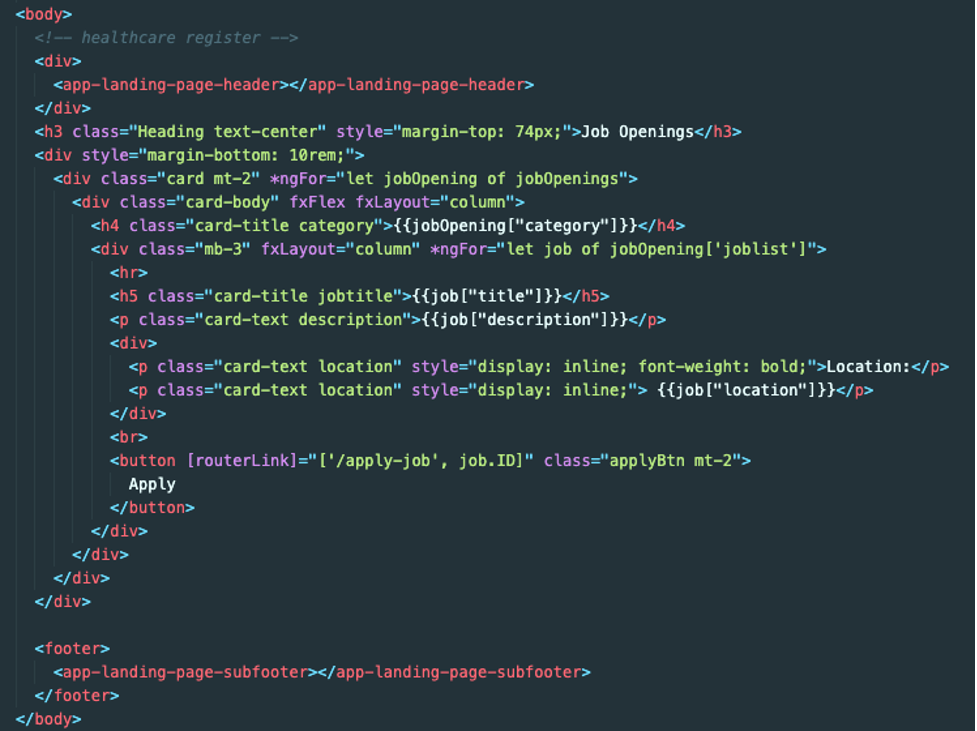 <body>
<!-- healthcare register -->
<div>
<app-landing-page-header></app-landing-page-header>
</div>
<h3 class="Heading text-center" style="margin-top: 74px;">Job Openings</h3>
<div style="margin-bottom: 10rem;">
<div class="card mt-2" *ngFor="let jobOpening of jobOpenings">
<div class="card-body" fxFlex fxLayout="column">
<h4 class="card-title category">{{jobOpening["category"]}}</h4>
<div class="mb-3" fxLayout="column" *ngFor="let job of jobOpening['joblist']">
<hr>
<h5 class="card-title jobtitle">{{job["title"]}}</h5>
<p class="card-text description">{{job["description"]}}</p>
<div>
<p class="card-text location" style="display: inline; font-weight: bold;">Location:</p>
<p class="card-text location" style="display: inline;"> {{job["location"]}}</p>
</div>
<br>
<button [routerLink]="['/apply-job', job.ID]" class="applyBtn mt-2">
Apply
</button>
</div>
</div>
</div>
</div>
<footer>
<app-landing-page-subfooter></app-landing-page-subfooter>
</footer>
</body>